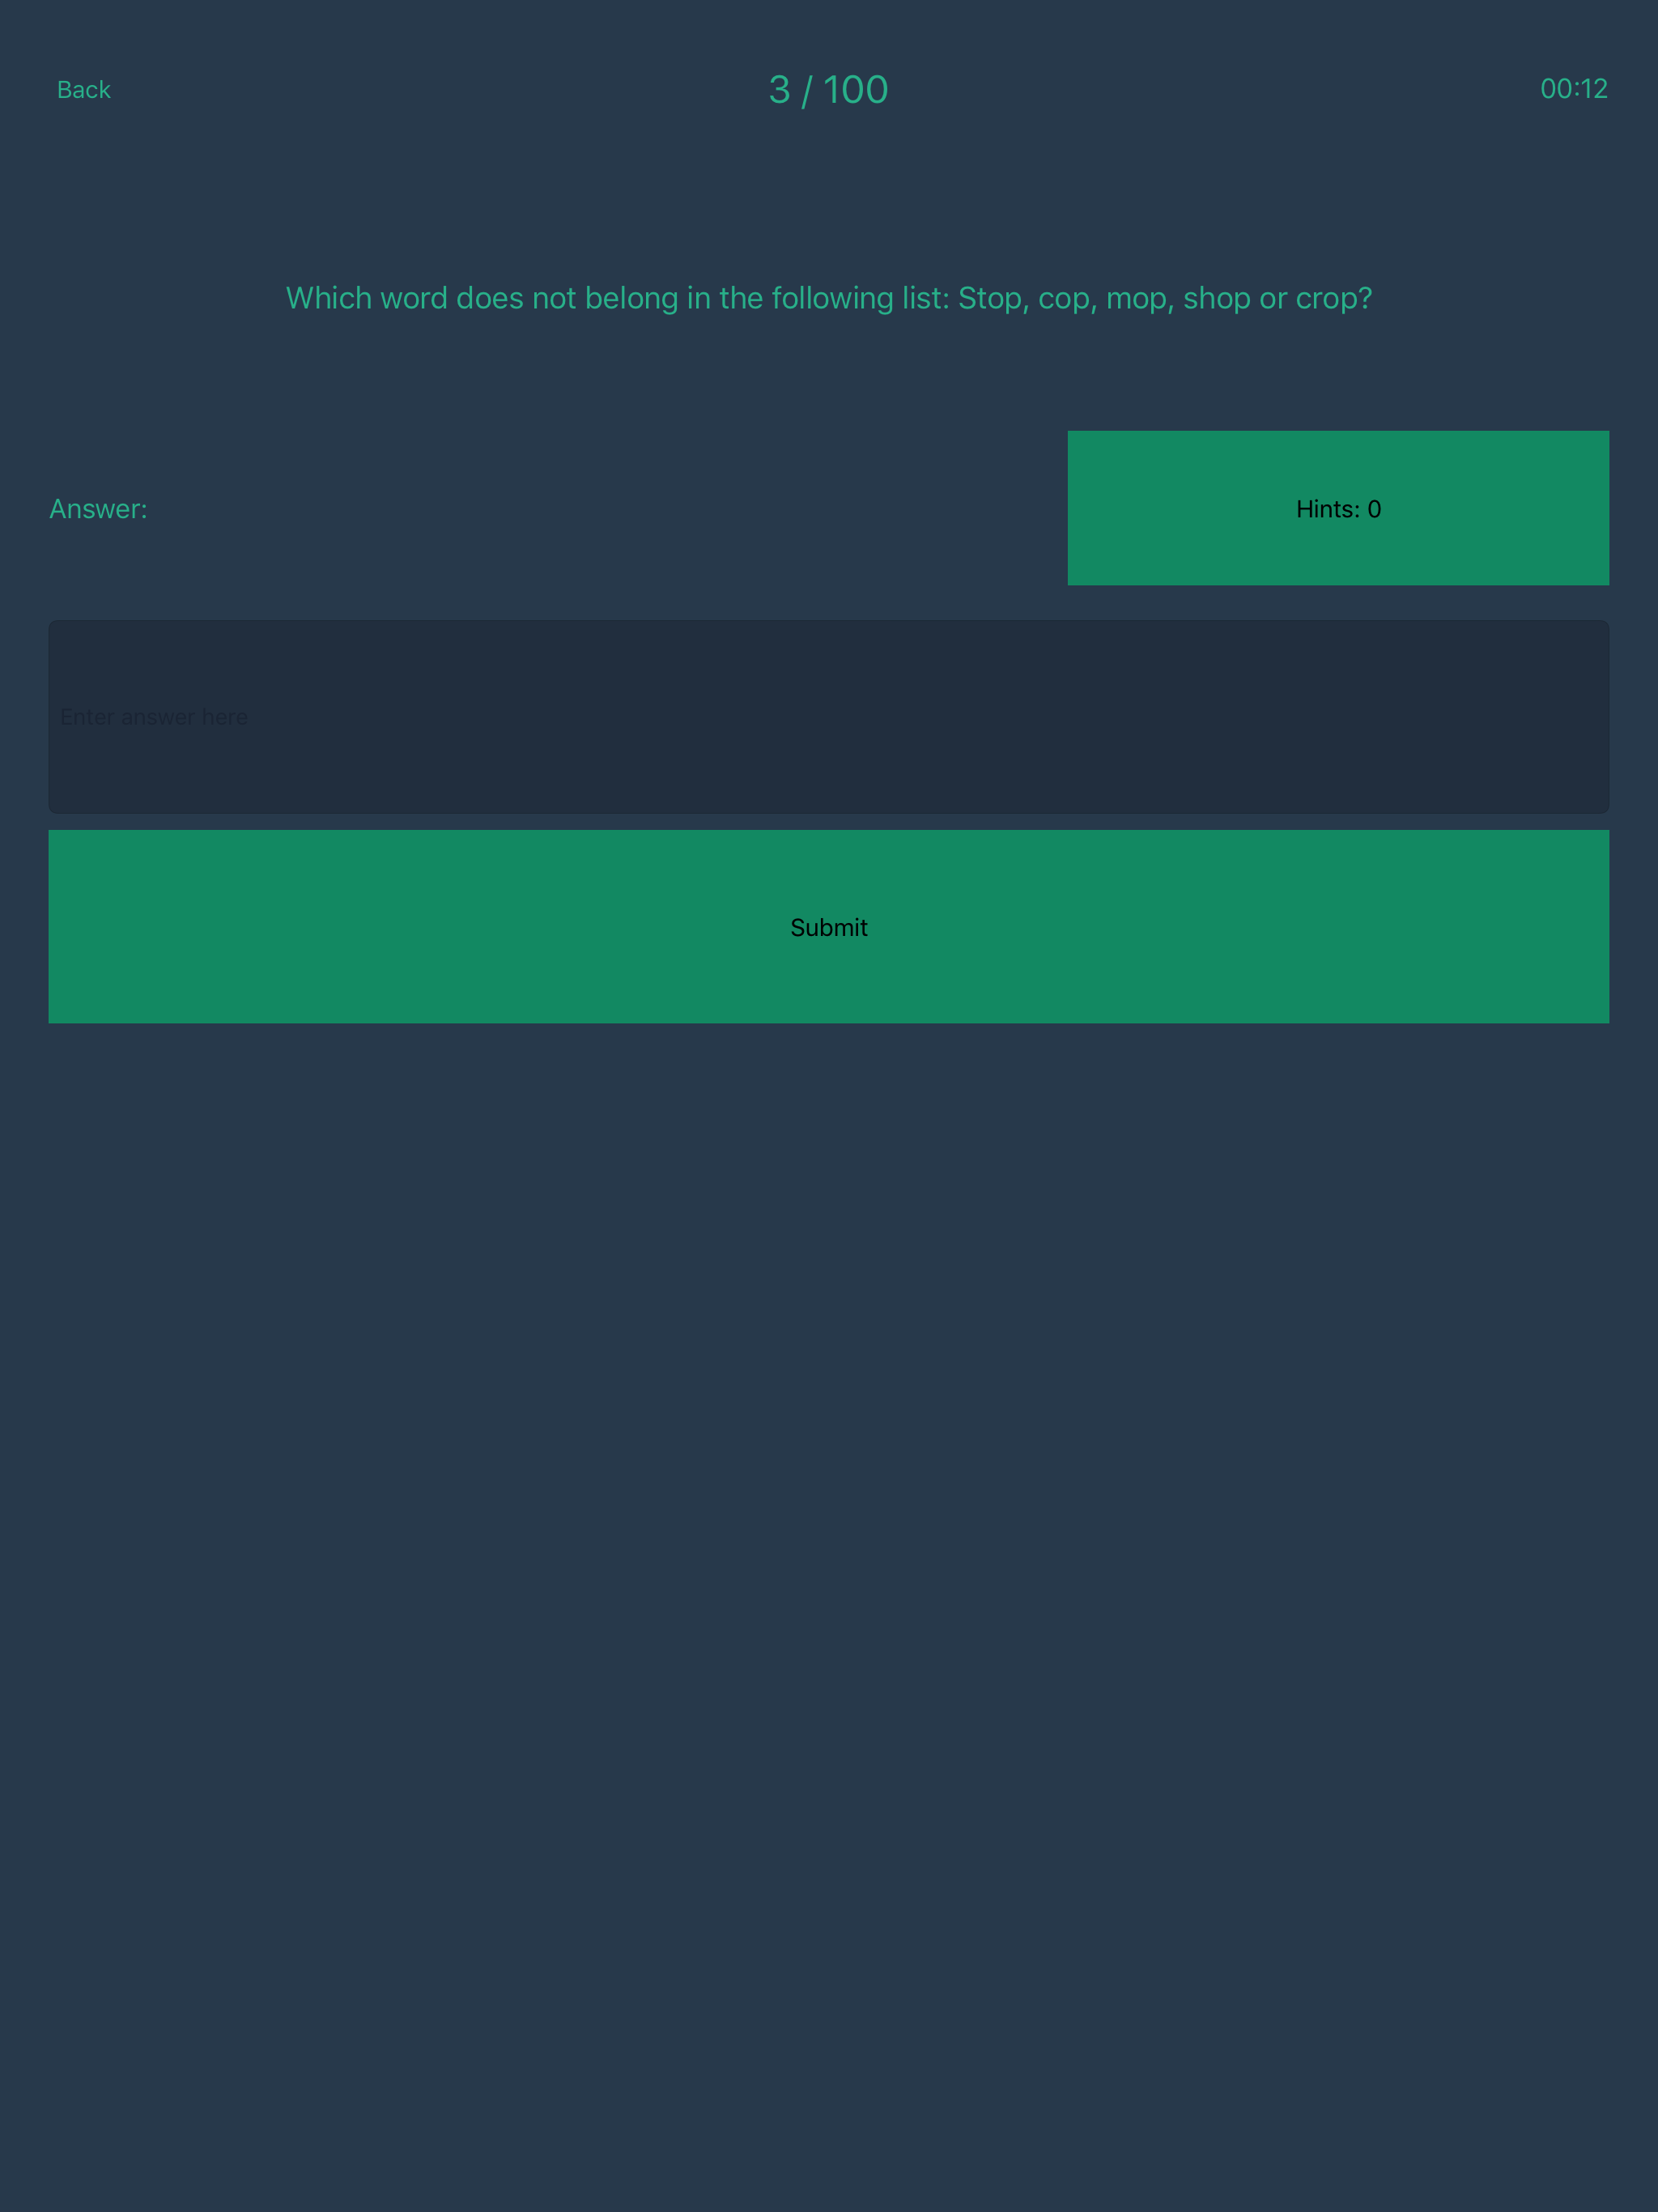 Back
3 / 100
00:12
Which word does not belong in the following list: Stop, cop, mop, shop or crop?
Answer:
Hints: 0
Enter answer here
Submit